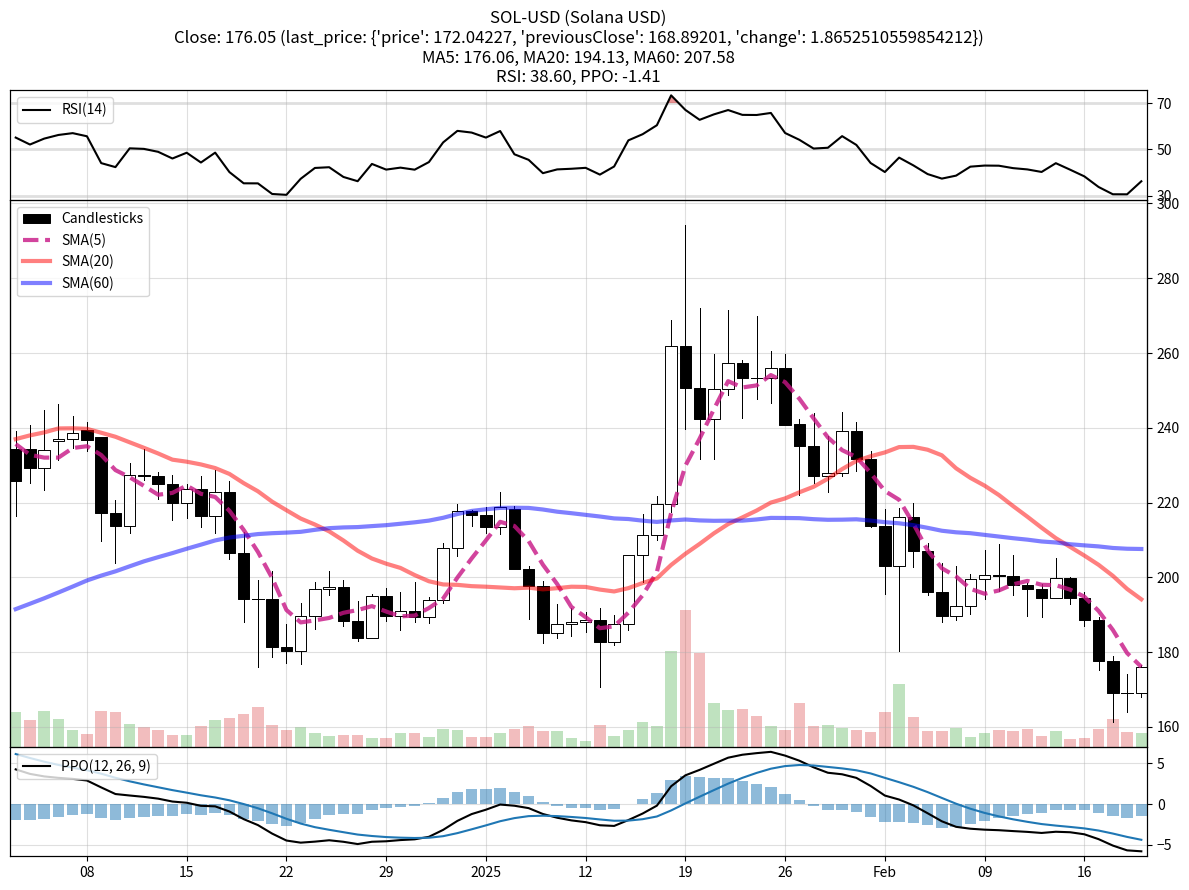 SOL-USD (Solana USD)
Close: 176.05 (last_price: {'price': 172.04227, 'previousClose': 168.89201, 'change': 1.8652510559854212})
MA5: 176.06, MA20: 194.13, MA60: 207.58
RSI: 38.60, PPO: -1.41
RSI(14)
70
50
30
Candlesticks
SMA(5)
SMA(20)
SMA(60)
300
280
260
240
220
200
180
160
PPO(12, 26, 9)
5
0
−5
08
15
22
29
2025
12
19
26
Feb
09
16